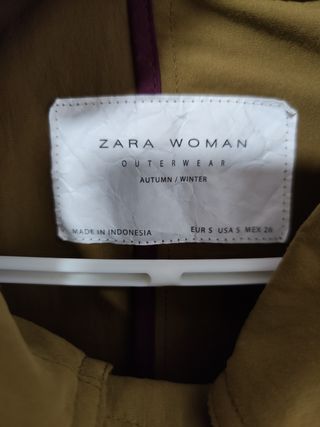 ZARA WOMAN
OUTERWEAR
AUTUMN / WINTER
MADE IN INDONESIA EUR S USA S MEX 26